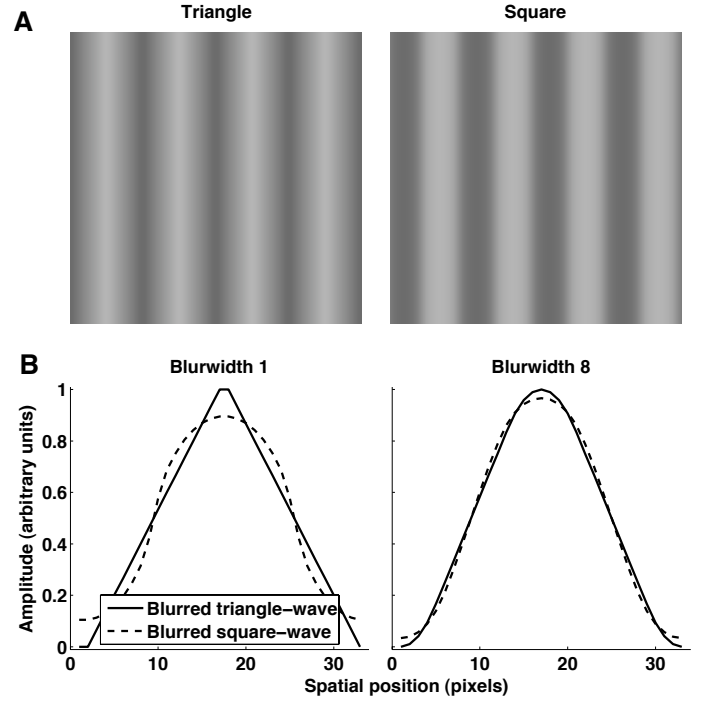 A
Triangle
Square
B
Blurwidth 1
Blurwidth 8
Amplitude (arbitrary units)
1
0.8
0.6
0.4
0.2
0
Blurred triangle-wave
Blurred square-wave
0 10 20 30
0 10 20 30
Spatial position (pixels)